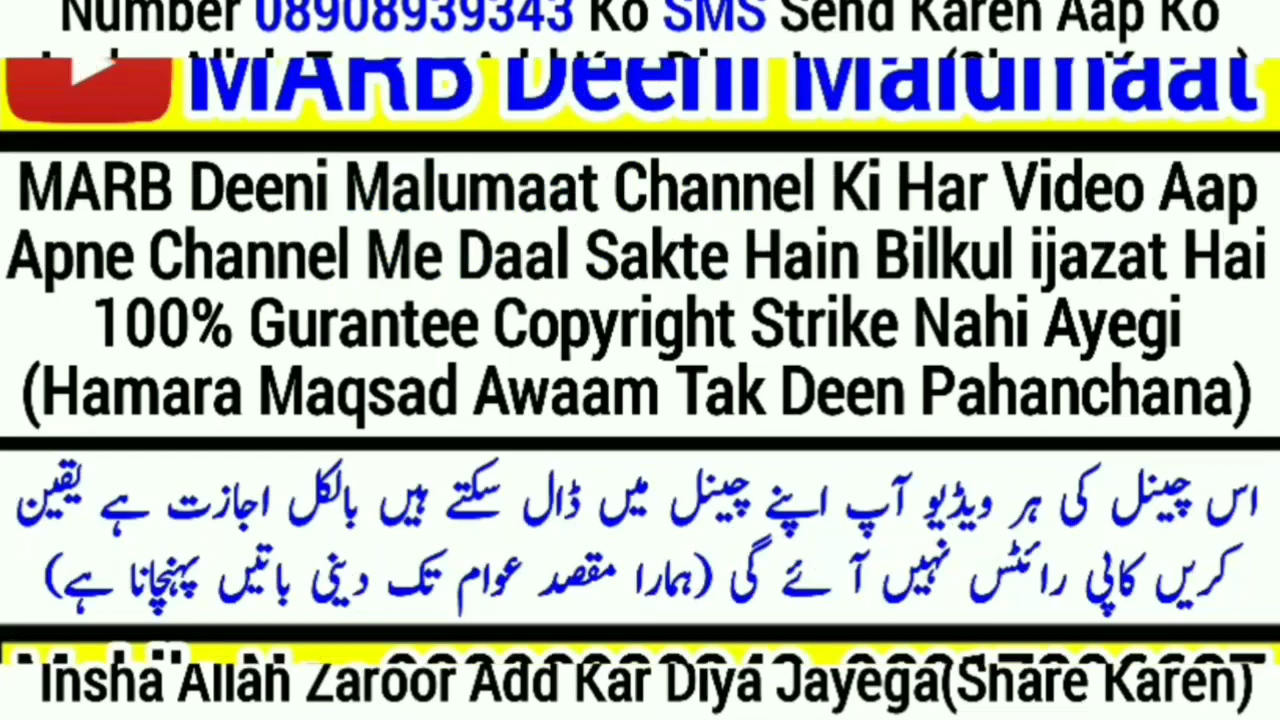 Number 08908939343 Ko SMS Send Karen Aap Ko
MARB Deeni Malumaat
MARB Deeni Malumaat Channel Ki Har Video Aap
Apne Channel Me Daal Sakte Hain Bilkul ijazat Hai
100% Gurantee Copyright Strike Nahi Ayegi
(Hamara Maqsad Awaam Tak Deen Pahanchana)
اس چینل کی ہر ویڈیو آپ اپنے چینل میں ڈال سکتے ہیں بالکل اجازت ہے یقین
کریں کاپی رائٹس نہیں آ ئے گی (ہمارا مقصد عوام تک دینی باتیں پہنچانا ہے)
Insha Allah Zaroor Add Kar Diya Jayega(Share Karen)